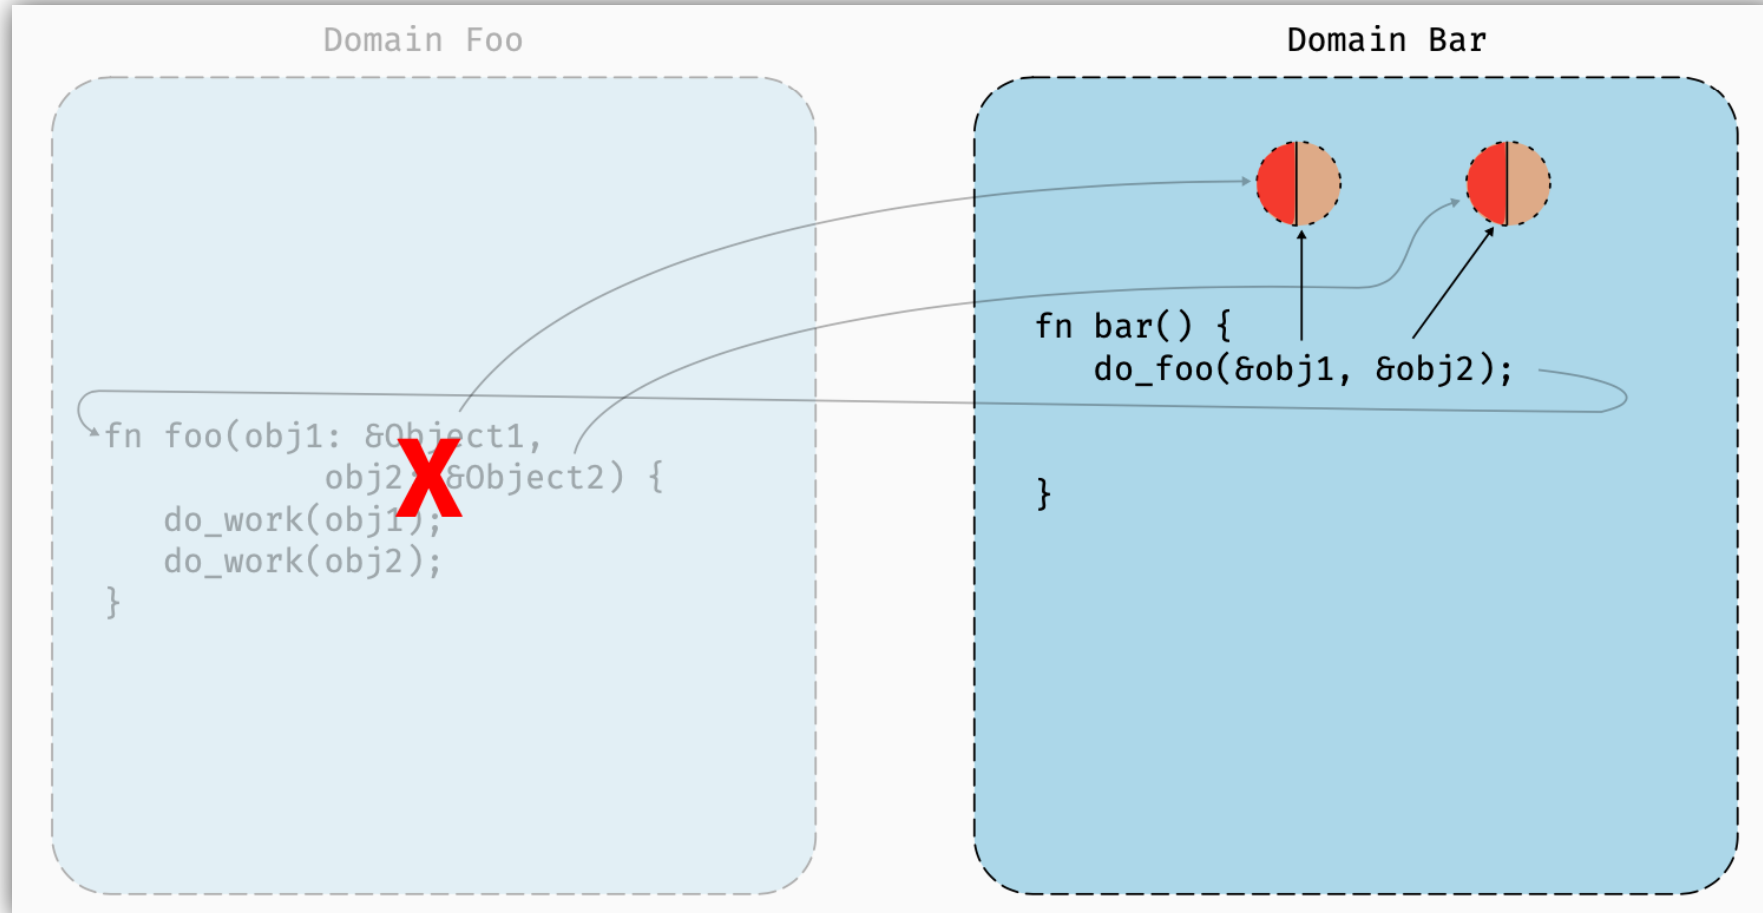 Domain Foo
Domain Bar
fn bar() {
do_foo(&obj1, &obj2);
}
fn foo(obj1: &Object1,
obj2: &Object2) {
do_work(obj1);
do_work(obj2);
}
X